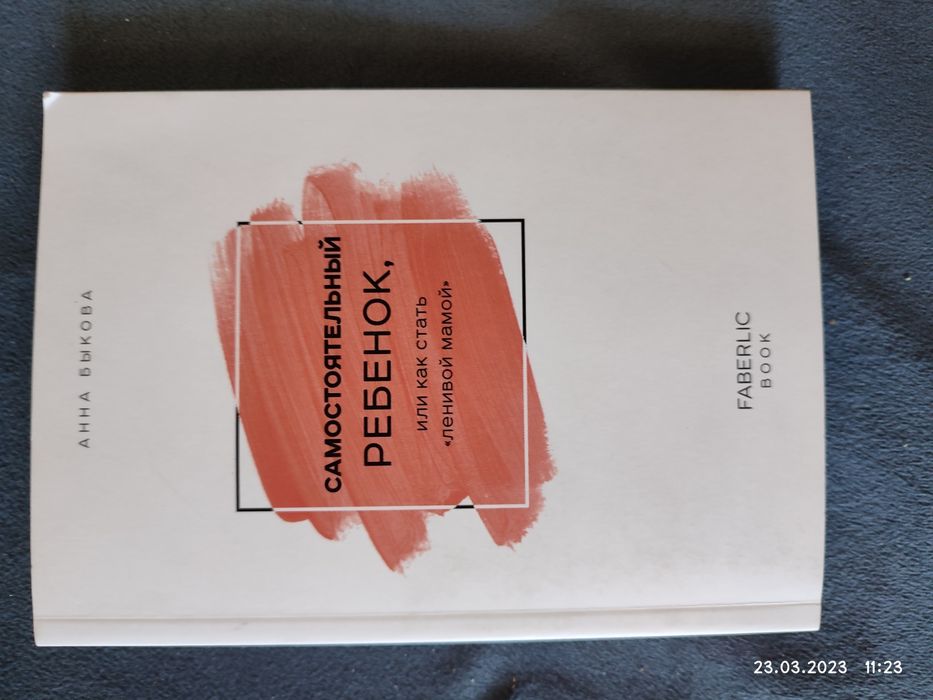 АННА БЫКОВА
САМОСТОЯТЕЛЬНЫЙ
РЕБЕНОК,
ИЛИ КАК СТАТЬ
«ЛЕНИВОЙ МАМОЙ»
FABERLIC
BOOK
23.03.2023 11:23